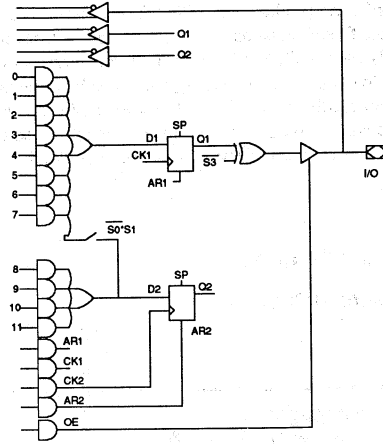 Q1
Q2
0
1
2
3
4
5
6
7
SP
D1
Q1
CK1
S3
AR1
I/O
S0*S1
8
9
10
11
SP
D2
Q2
AR2
AR1
CK1
CK2
AR2
OE